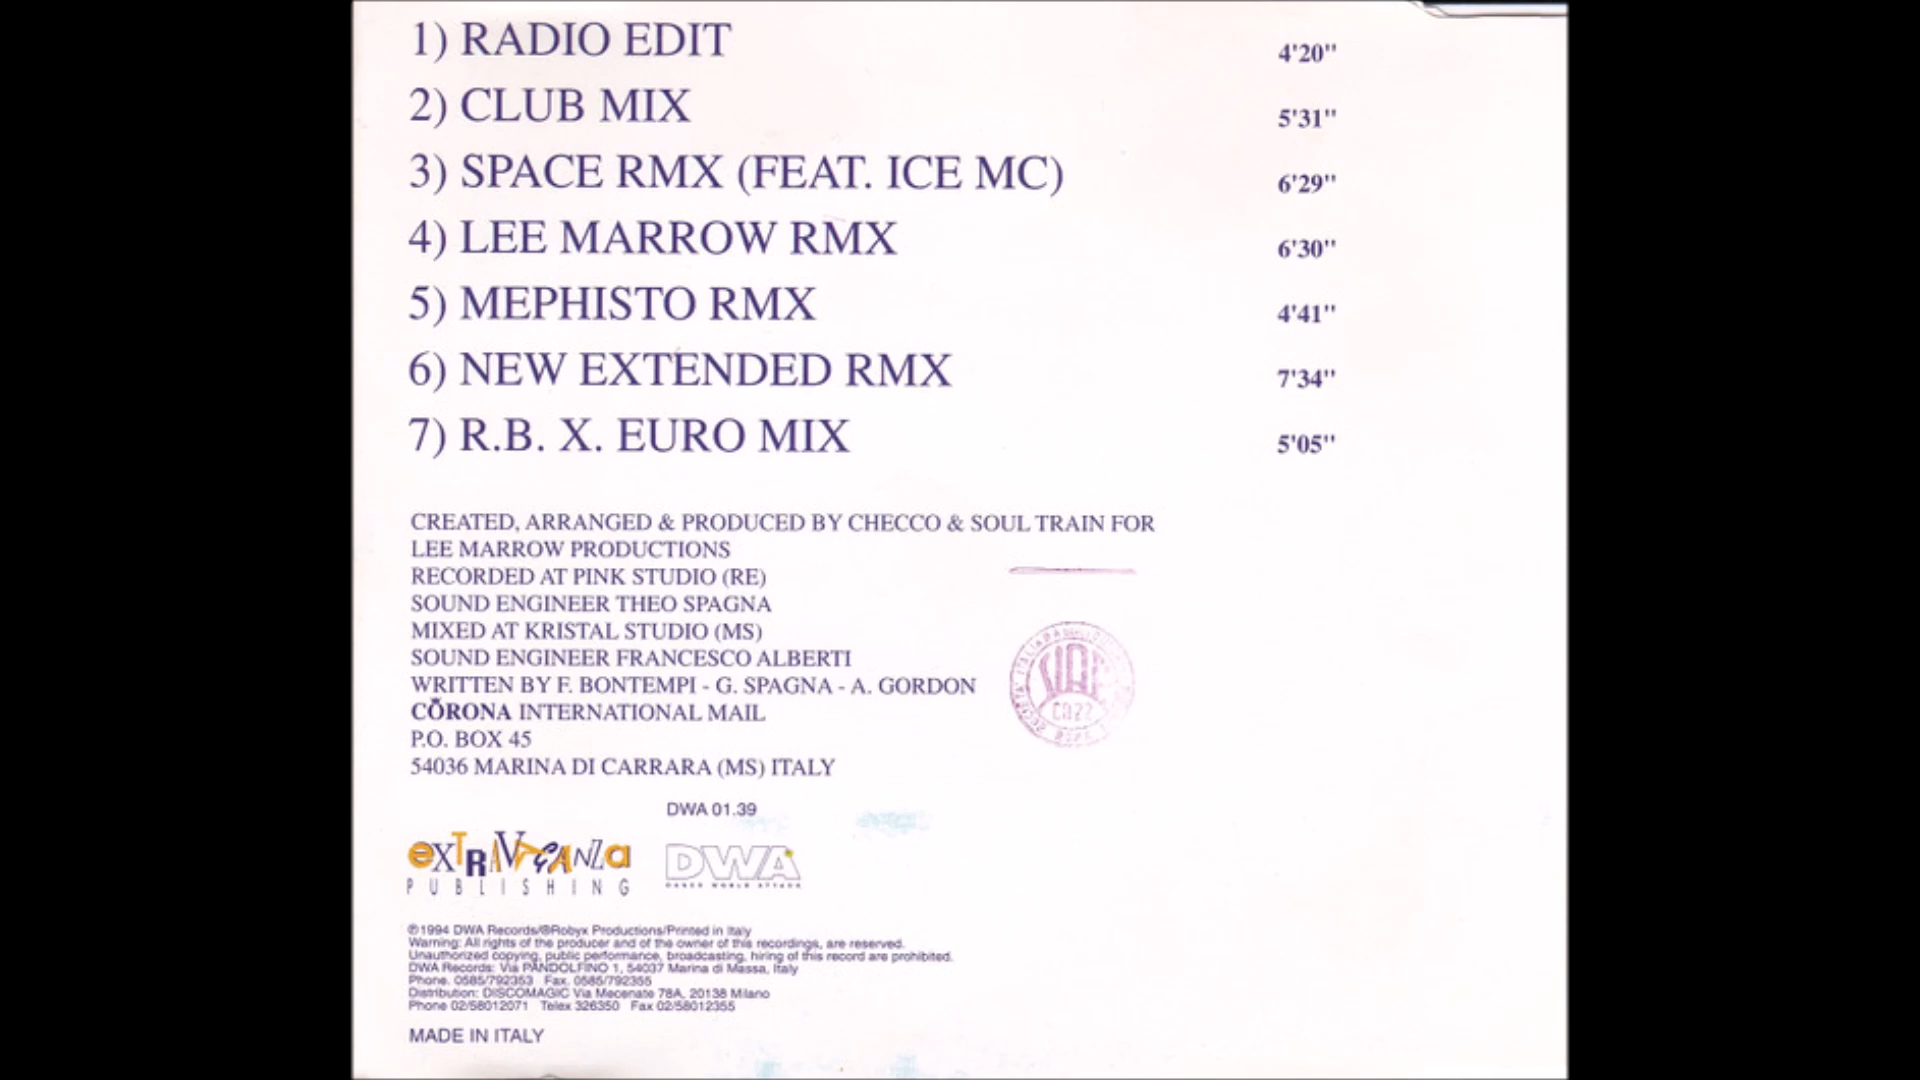 1) RADIO EDIT 4'20"
2) CLUB MIX 5'31"
3) SPACE RMX (FEAT. ICE MC) 6'29"
4) LEE MARROW RMX 6'30"
5) MEPHISTO RMX 4'41"
6) NEW EXTENDED RMX 7'34"
7) R.B. X. EURO MIX 5'05"
CREATED, ARRANGED & PRODUCED BY CHECCO & SOUL TRAIN FOR
LEE MARROW PRODUCTIONS
RECORDED AT PINK STUDIO (RE)
SOUND ENGINEER THEO SPAGNA
MIXED AT KRISTAL STUDIO (MS)
SOUND ENGINEER FRANCESCO ALBERTI
WRITTEN BY F. BONTEMPI - G. SPAGNA - A. GORDON
CORONA INTERNATIONAL MAIL
P.O. BOX 45
54036 MARINA DI CARRARA (MS) ITALY
SIAE
DWA 01.39
exTRAVAGANZa
PUBLISHING
DWA
DANCE WORLD ATTACK
℗1994 DWA Records/®Robyx Productions/Printed in Italy
Warning: All rights of the producer and of the owner of this recordings, are reserved.
Unauthorized copying, public performance, broadcasting, hiring of this record are prohibited.
DWA Records: Via PANDOLFINO 1, 54037 Marina di Massa, Italy
Phone. 0585/792353 Fax. 0585/792355
Distribution: DISCOMAGIC Via Mecenate 78A, 20138 Milano
Phone 02/58012071 Telex 326350 Fax 02/58012355
MADE IN ITALY